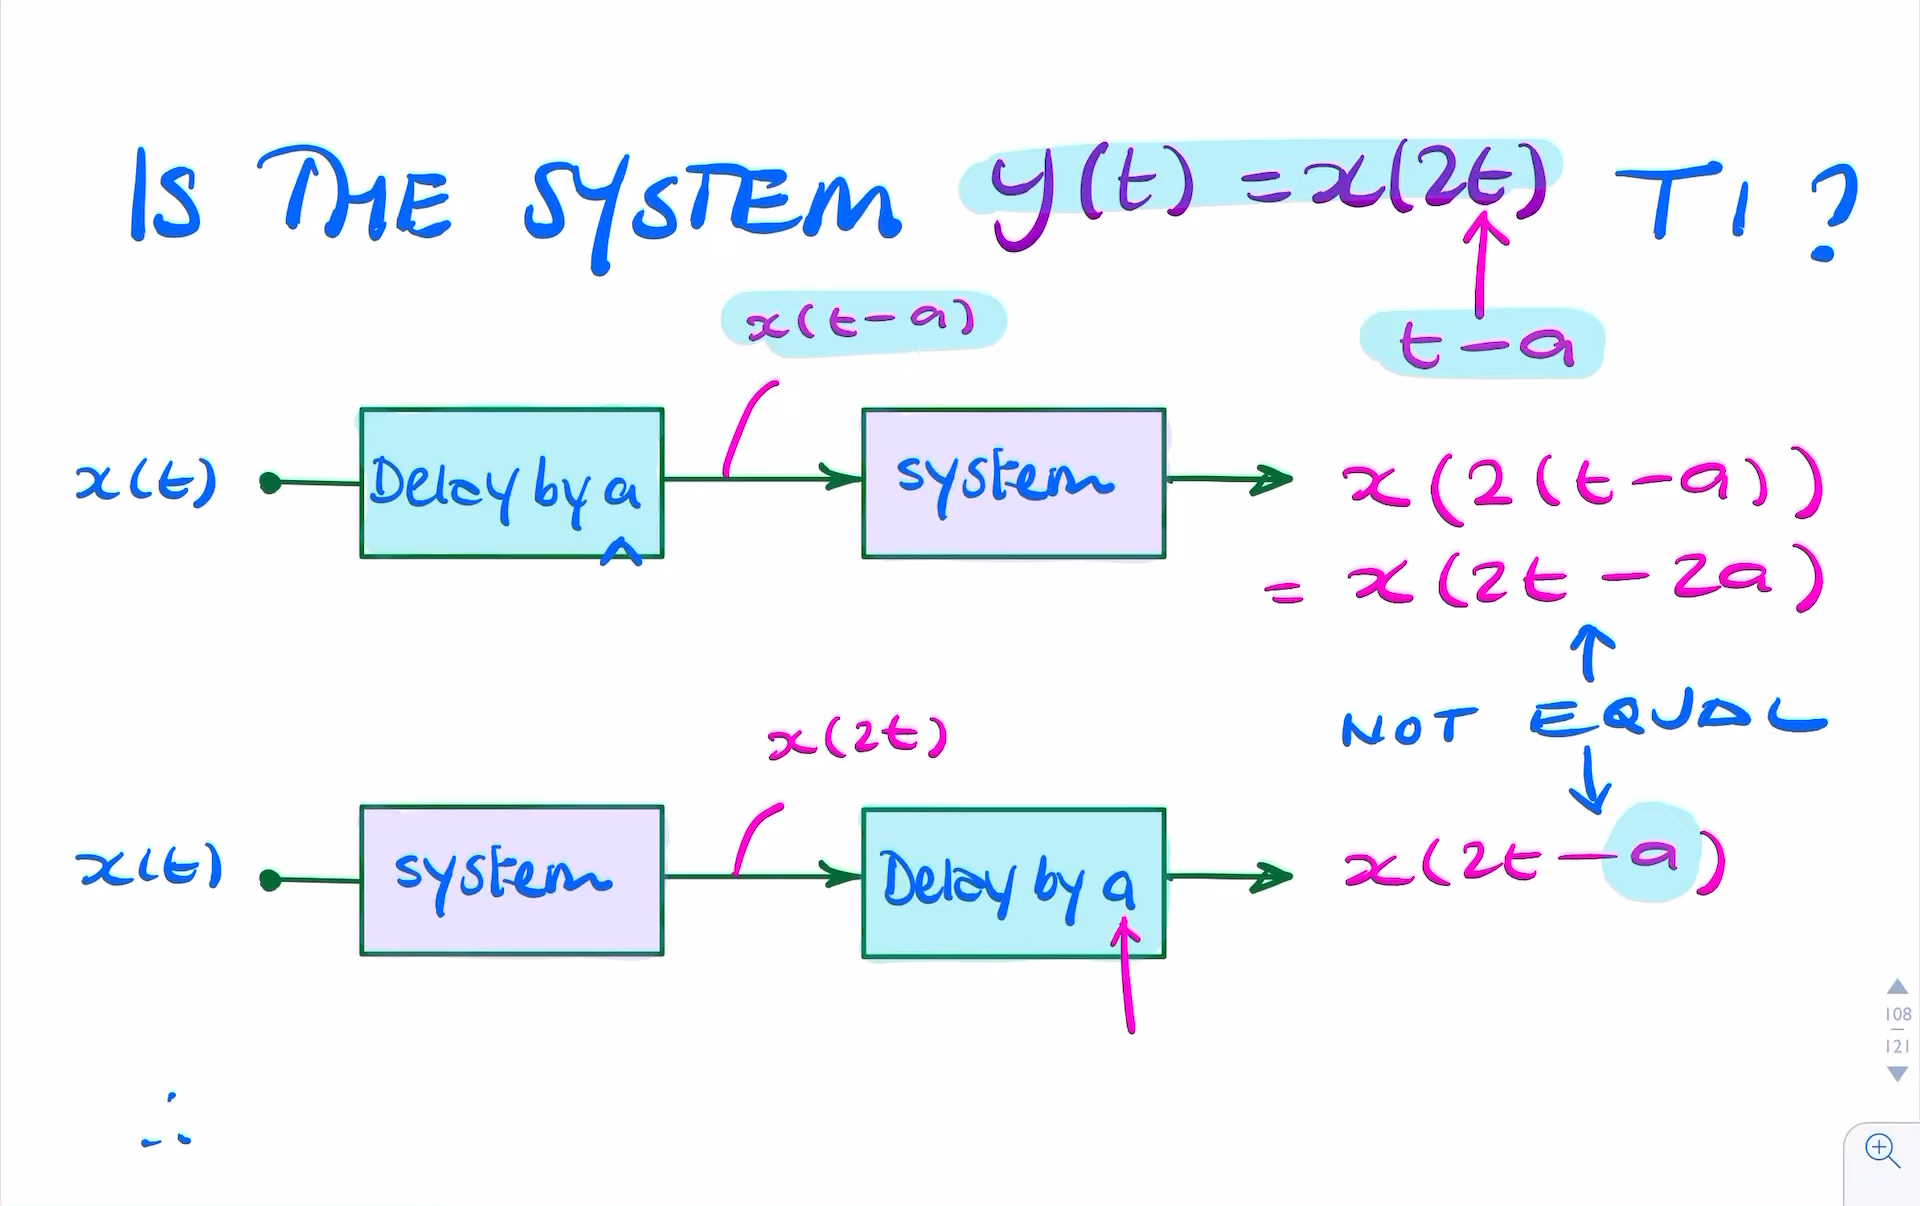 IS THE SYSTEM y(t) = x(2t) TI ?
x(t-a)
t-a
x(t) Delay by a system x(2(t-a))
= x(2t-2a)
NOT EQUAL
x(2t)
x(t) system Delay by a x(2t-a)
108
121
∴